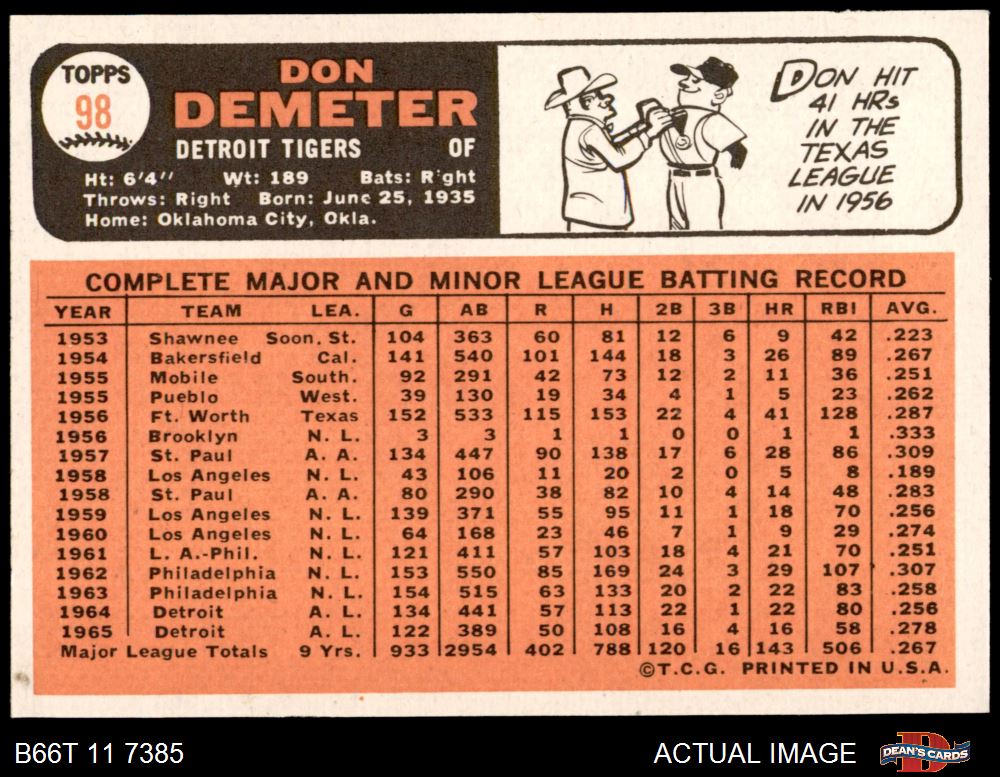 TOPPS
98
DON
DEMETER
DETROIT TIGERS OF
Ht: 6'4" Wt: 189 Bats: R ght
Throws: Right Born: June 25, 1935
Home: Oklahoma City, Okla.
DON HIT
41 HRs
IN THE
TEXAS
LEAGUE
IN 1956
COMPLETE MAJOR AND MINOR LEAGUE BATTING RECORD
YEAR TEAM LEA. G AB R H 2B 3B HR RBI AVG.
1953 Shawnee Soon. St. 104 363 60 81 12 6 9 42 .223
1954 Bakersfield Cal. 141 540 101 144 18 3 26 89 .267
1955 Mobile South. 92 291 42 73 12 2 11 36 .251
1955 Pueblo West. 39 130 19 34 4 1 5 23 .262
1956 Ft. Worth Texas 152 533 115 153 22 4 41 128 .287
1956 Brooklyn N. L. 3 3 1 1 0 0 1 1 .333
1957 St. Paul A. A. 134 447 90 138 17 6 28 86 .309
1958 Los Angeles N. L. 43 106 11 20 2 0 5 8 .189
1958 St. Paul A. A. 80 290 38 82 10 4 14 48 .283
1959 Los Angeles N. L. 139 371 55 95 11 1 18 70 .256
1960 Los Angeles N. L. 64 168 23 46 7 1 9 29 .274
1961 L. A.-Phil. N. L. 121 411 57 103 18 4 21 70 .251
1962 Philadelphia N. L. 153 550 85 169 24 3 29 107 .307
1963 Philadelphia N. L. 154 515 63 133 20 2 22 83 .258
1964 Detroit A. L. 134 441 57 113 22 1 22 80 .256
1965 Detroit A. L. 122 389 50 108 16 4 16 58 .278
Major League Totals 9 Yrs. 933 2954 402 788 120 16 143 506 .267
©T.C.G. PRINTED IN U.S.A.
B66T 11 7385 ACTUAL IMAGE DEAN'S CARDS